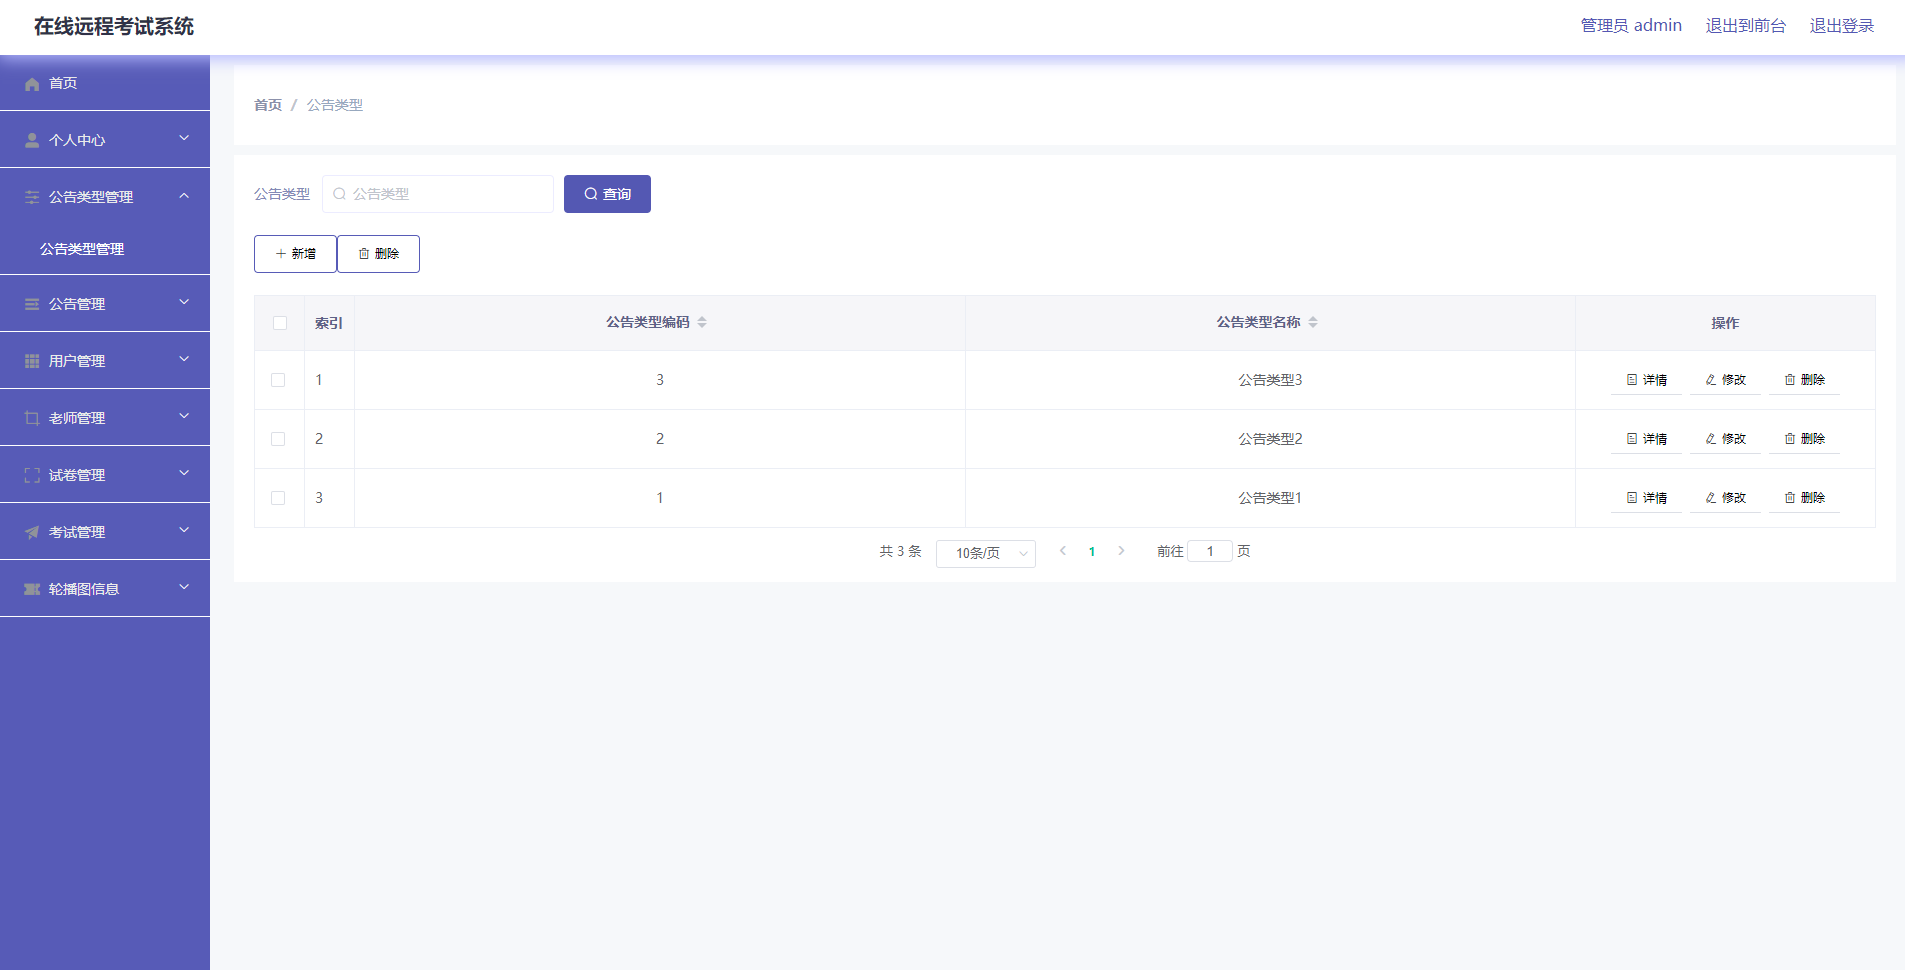 在线远程考试系统
管理员 admin 退出到前台 退出登录
首页
个人中心
公告类型管理
公告类型管理
公告管理
用户管理
老师管理
试卷管理
考试管理
轮播图信息
首页 / 公告类型
公告类型 公告类型 查询
新增 删除
索引 公告类型编码 公告类型名称 操作
1 3 公告类型3 详情 修改 删除
2 2 公告类型2 详情 修改 删除
3 1 公告类型1 详情 修改 删除
共 3 条 10条/页 1 前往 1 页